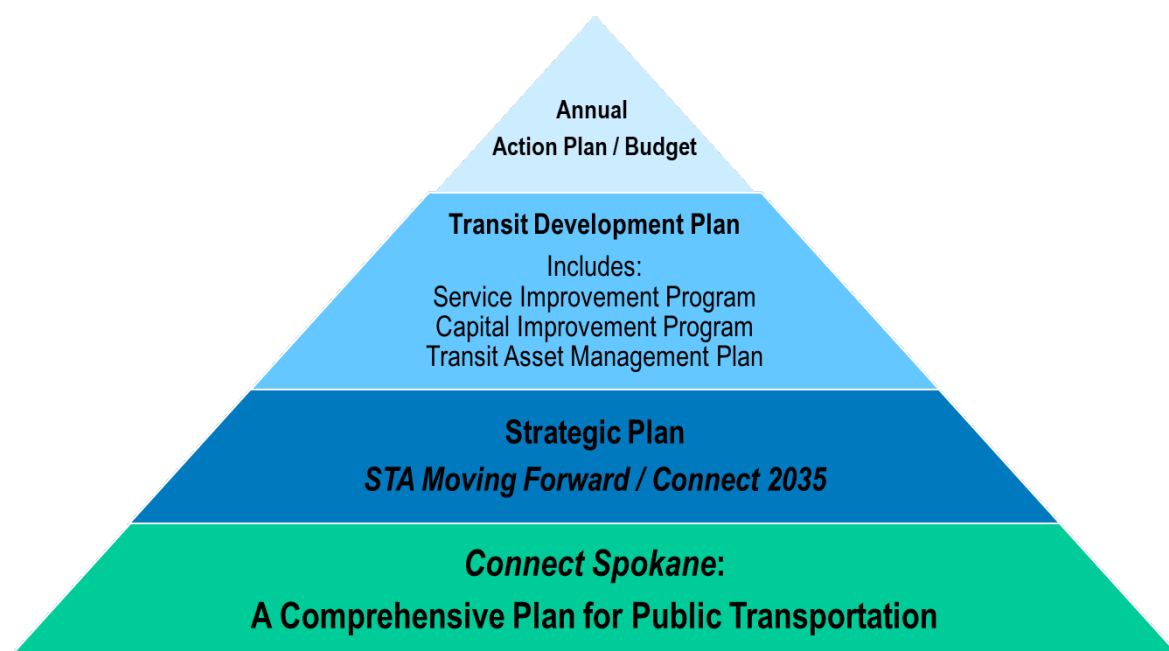 Annual
Action Plan / Budget
Transit Development Plan
Includes:
Service Improvement Program
Capital Improvement Program
Transit Asset Management Plan
Strategic Plan
STA Moving Forward / Connect 2035
Connect Spokane:
A Comprehensive Plan for Public Transportation